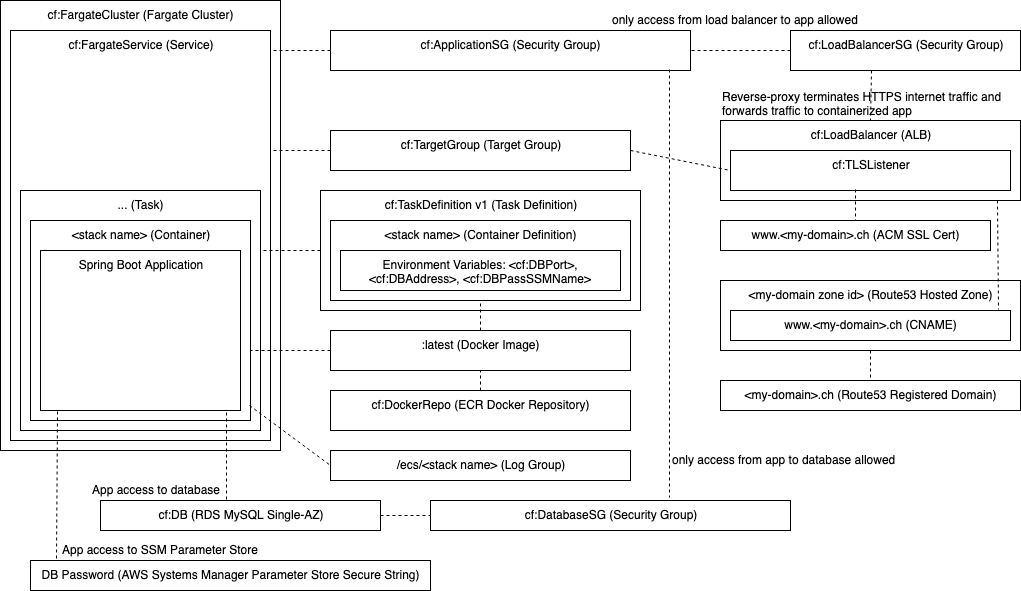 cf:FargateCluster (Fargate Cluster)
cf:FargateService (Service)
... (Task)
<stack name> (Container)
Spring Boot Application
cf:ApplicationSG (Security Group)
only access from load balancer to app allowed
cf:LoadBalancerSG (Security Group)
Reverse-proxy terminates HTTPS internet traffic and
forwards traffic to containerized app
cf:LoadBalancer (ALB)
cf:TLSListener
cf:TargetGroup (Target Group)
cf:TaskDefinition v1 (Task Definition)
<stack name> (Container Definition)
Environment Variables: <cf:DBPort>,
<cf:DBAddress>, <cf:DBPassSSMName>
www.<my-domain>.ch (ACM SSL Cert)
<my-domain zone id> (Route53 Hosted Zone)
www.<my-domain>.ch (CNAME)
<my-domain>.ch (Route53 Registered Domain)
:latest (Docker Image)
cf:DockerRepo (ECR Docker Repository)
/ecs/<stack name> (Log Group)
only access from app to database allowed
App access to database
cf:DB (RDS MySQL Single-AZ)
cf:DatabaseSG (Security Group)
App access to SSM Parameter Store
DB Password (AWS Systems Manager Parameter Store Secure String)